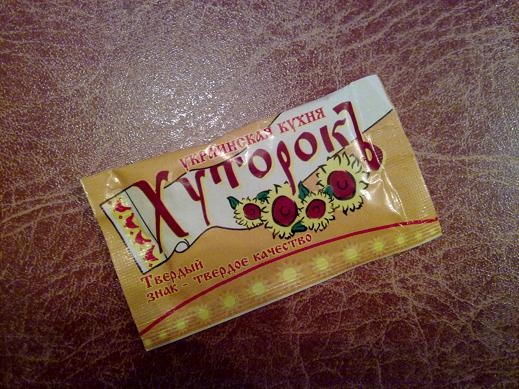 УКРАИНСКАЯ КУХНЯ
ХУТОРОКЪ
ТВЕРДЫЙ
ЗНАК - ТВЕРДОЕ КАЧЕСТВО